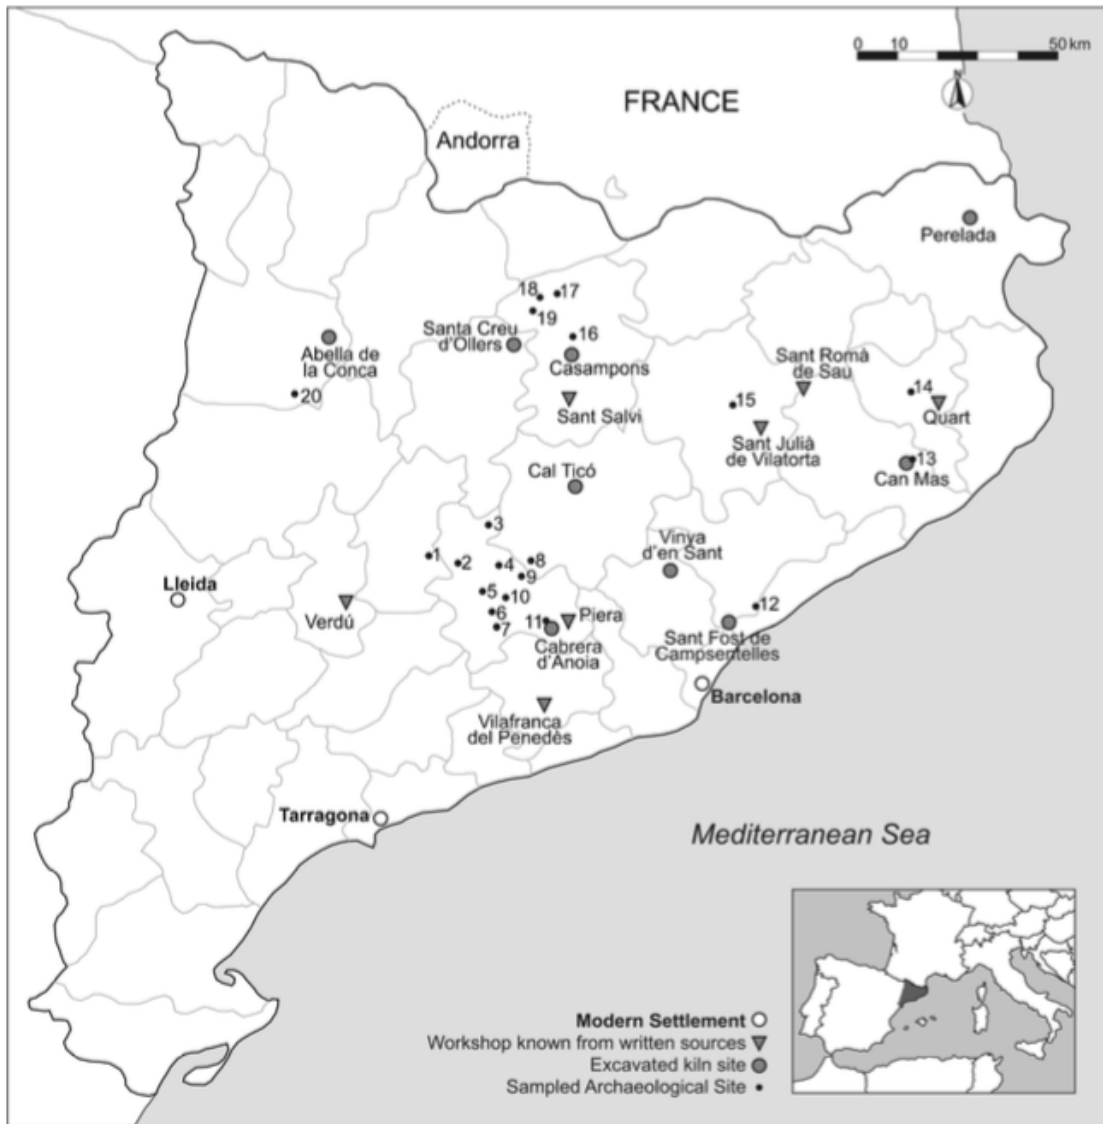 0 10 50 km
N
FRANCE
Andorra
Perelada
18
17
19
Santa Creu
d'Ollers
16
Casampons
Abella de
la Conca
20
Sant Salvi
Sant Romà
de Sau
15
14
Quart
Sant Julià
de Vilatorta
13
Can Mas
Cal Ticó
3
1
2
4
8
9
5
10
6
7
11
Piera
Cabrera
d'Anoia
Vinya
d'en Sant
12
Sant Fost de
Campsentelles
Lleida
Verdú
Barcelona
Vilafranca
del Penedès
Tarragona
Mediterranean Sea
Modern Settlement
Workshop known from written sources
Excavated kiln site
Sampled Archaeological Site